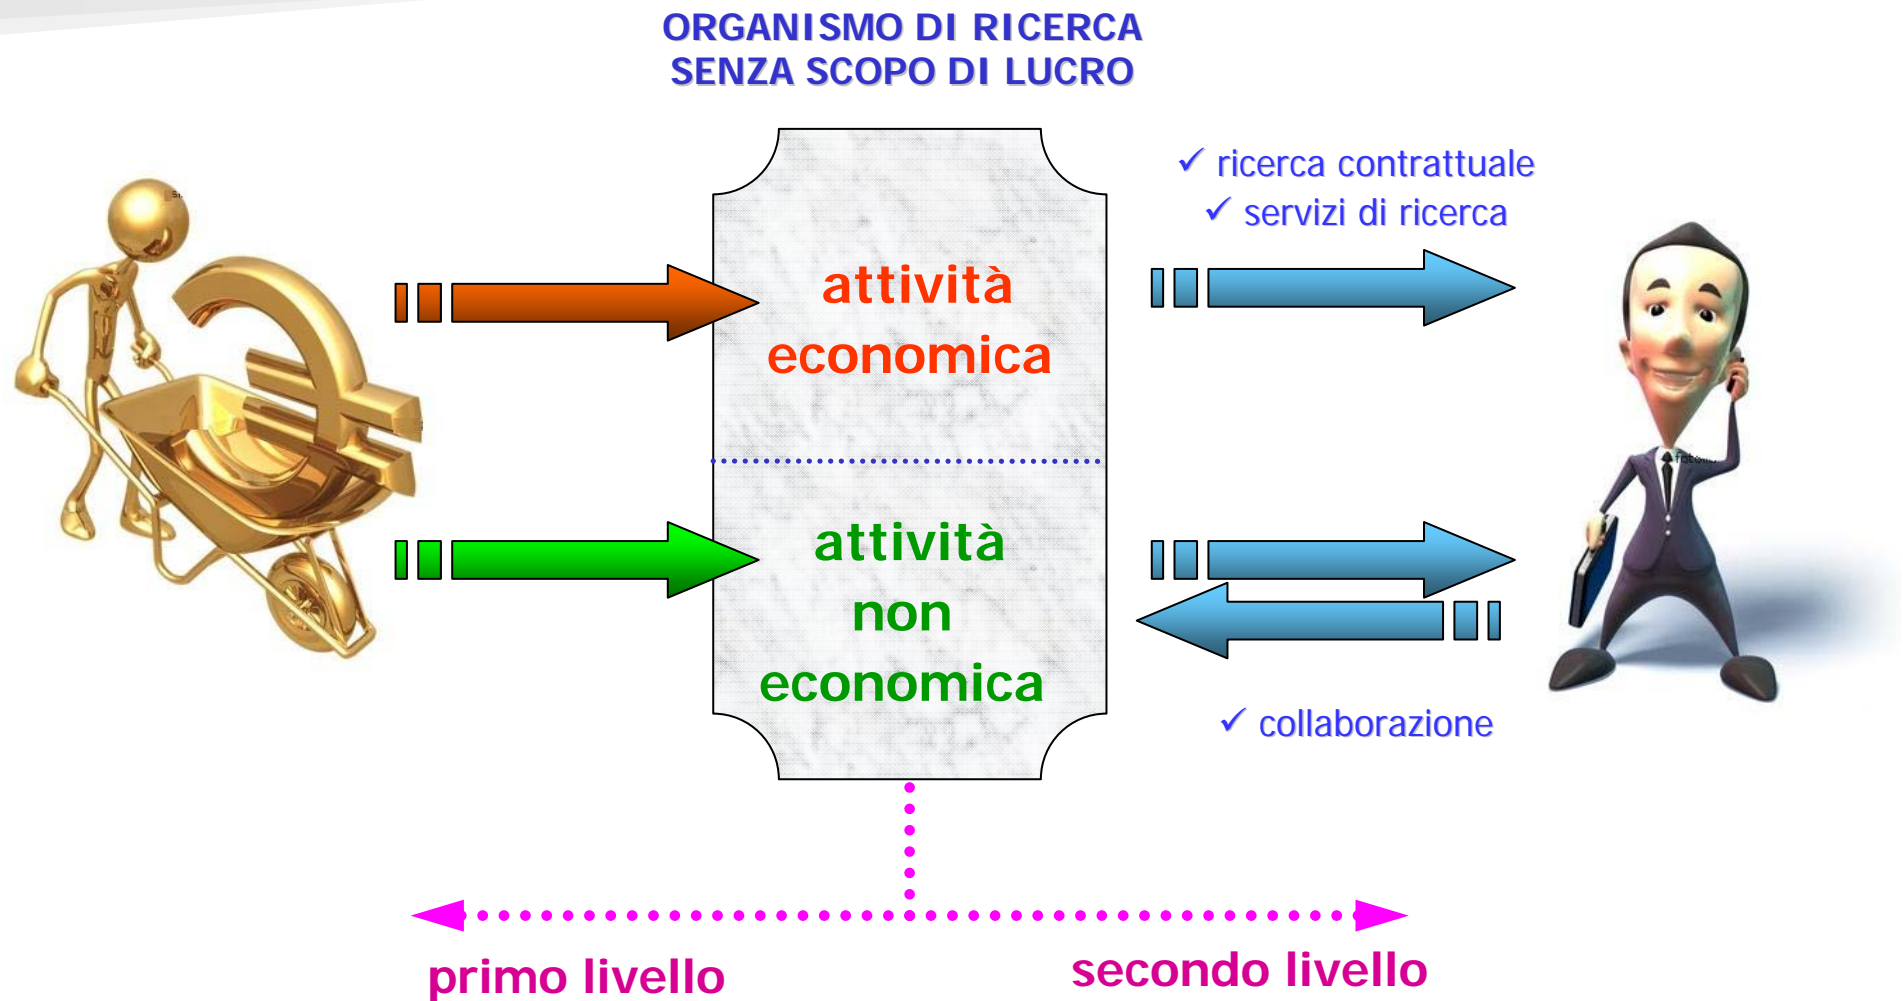 ORGANISMO DI RICERCA
SENZA SCOPO DI LUCRO
✓ ricerca contrattuale
✓ servizi di ricerca
attività
economica
attività
non
economica
✓ collaborazione
primo livello
secondo livello